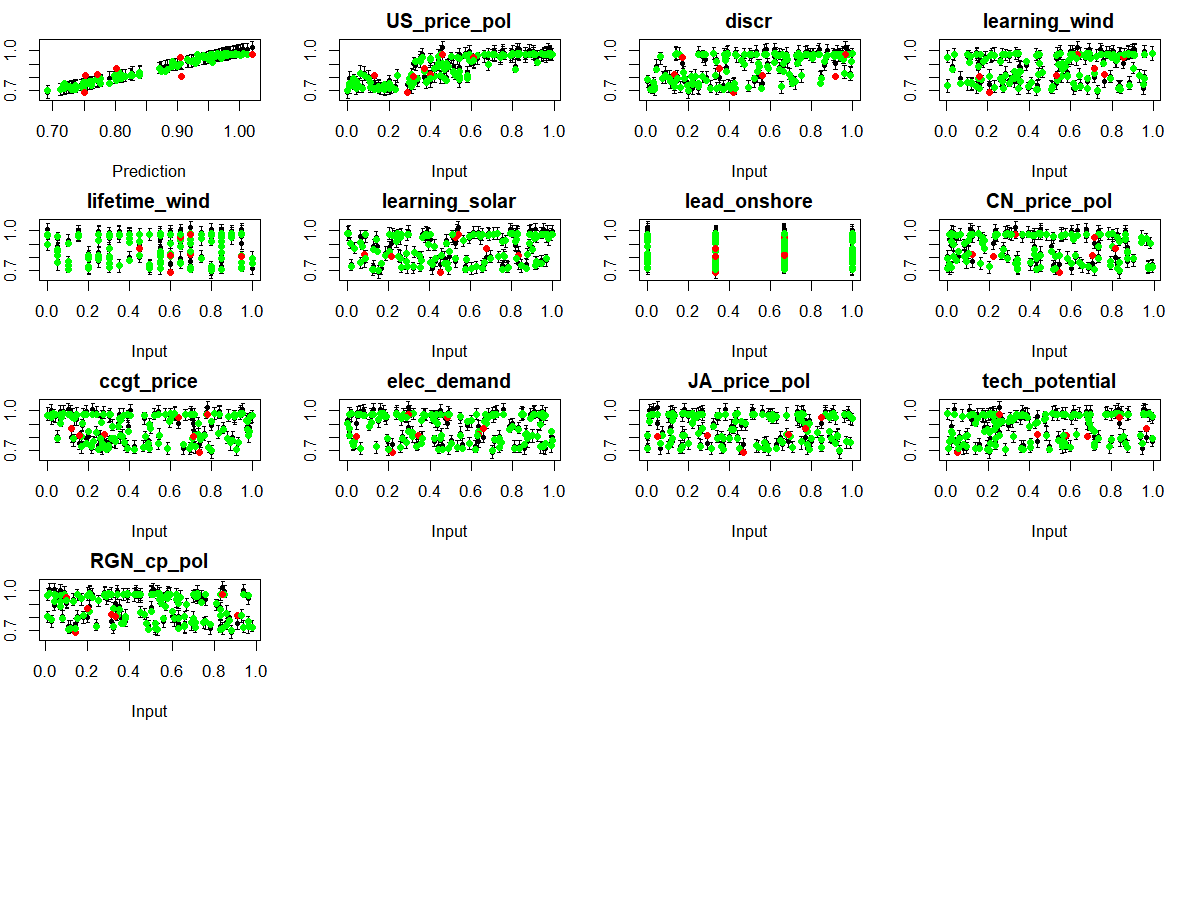 US_price_pol discr learning_wind
0.7 1.0 0.7 1.0 0.7 1.0 0.7 1.0
0.70 0.80 0.90 1.00 0.0 0.2 0.4 0.6 0.8 1.0 0.0 0.2 0.4 0.6 0.8 1.0 0.0 0.2 0.4 0.6 0.8 1.0
Prediction Input Input Input
lifetime_wind learning_solar lead_onshore CN_price_pol
0.7 1.0 0.7 1.0 0.7 1.0 0.7 1.0
0.0 0.2 0.4 0.6 0.8 1.0 0.0 0.2 0.4 0.6 0.8 1.0 0.0 0.2 0.4 0.6 0.8 1.0 0.0 0.2 0.4 0.6 0.8 1.0
Input Input Input Input
ccgt_price elec_demand JA_price_pol tech_potential
0.7 1.0 0.7 1.0 0.7 1.0 0.7 1.0
0.0 0.2 0.4 0.6 0.8 1.0 0.0 0.2 0.4 0.6 0.8 1.0 0.0 0.2 0.4 0.6 0.8 1.0 0.0 0.2 0.4 0.6 0.8 1.0
Input Input Input Input
RGN_cp_pol
0.7 1.0
0.0 0.2 0.4 0.6 0.8 1.0
Input